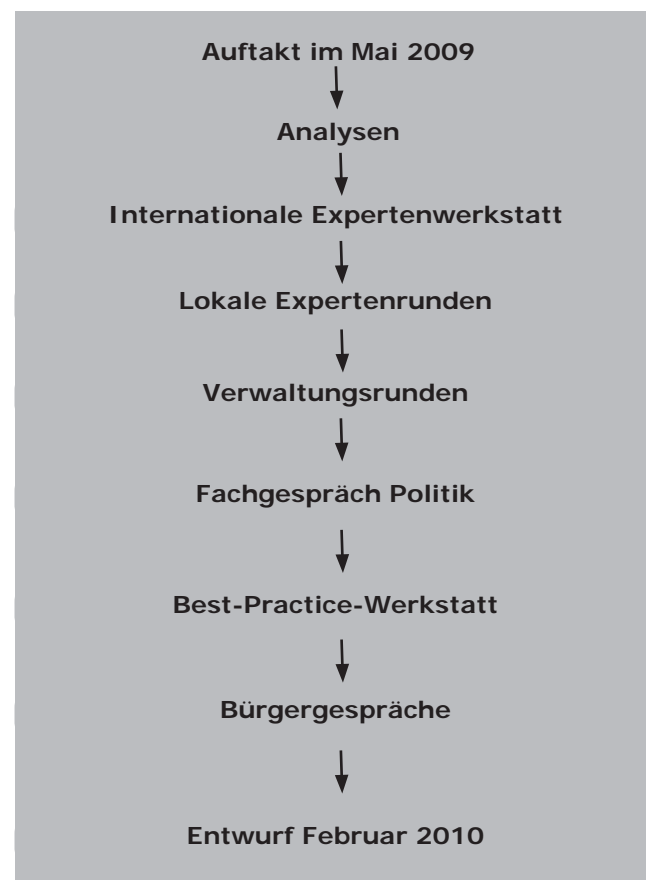 Auftakt im Mai 2009
Analysen
Internationale Expertenwerkstatt
Lokale Expertenrunden
Verwaltungsrunden
Fachgespräch Politik
Best-Practice-Werkstatt
Bürgergespräche
Entwurf Februar 2010